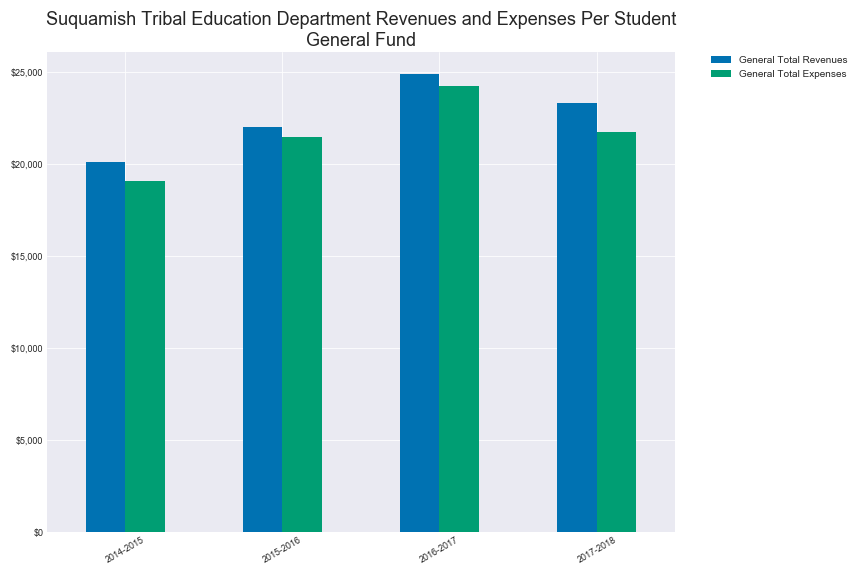 Suquamish Tribal Education Department Revenues and Expenses Per Student
General Fund
General Total Revenues
General Total Expenses
$25,000
$20,000
$15,000
$10,000
$5,000
$0
2014-2015
2015-2016
2016-2017
2017-2018